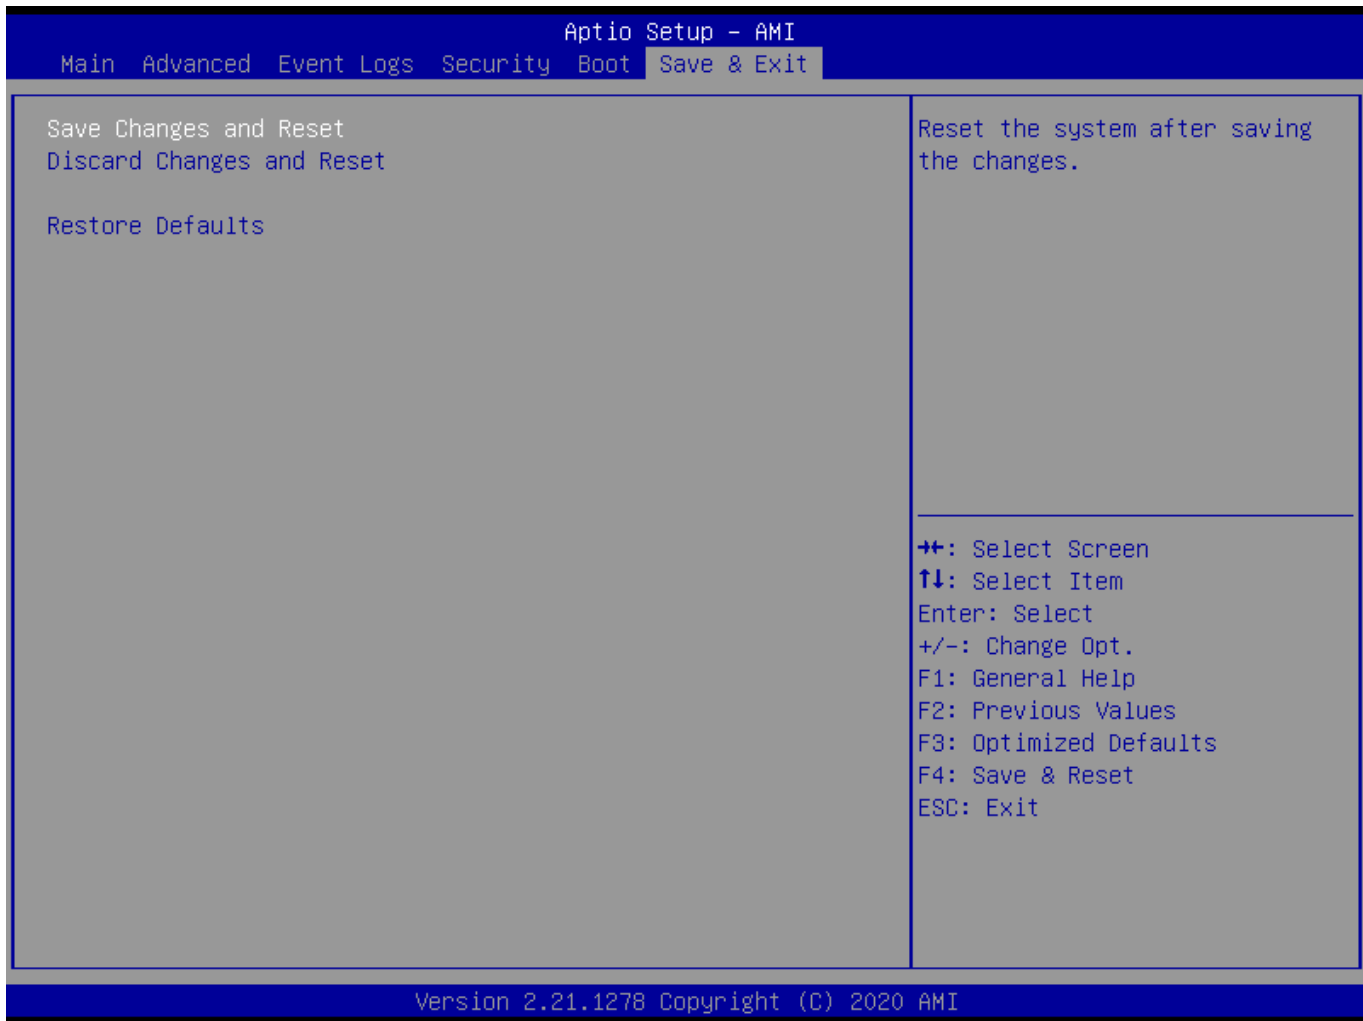 Aptio Setup – AMI
Main Advanced Event Logs Security Boot Save & Exit
Save Changes and Reset
Discard Changes and Reset
Restore Defaults
Reset the system after saving
the changes.
→←: Select Screen
↑↓: Select Item
Enter: Select
+/-: Change Opt.
F1: General Help
F2: Previous Values
F3: Optimized Defaults
F4: Save & Reset
ESC: Exit
Version 2.21.1278 Copyright (C) 2020 AMI